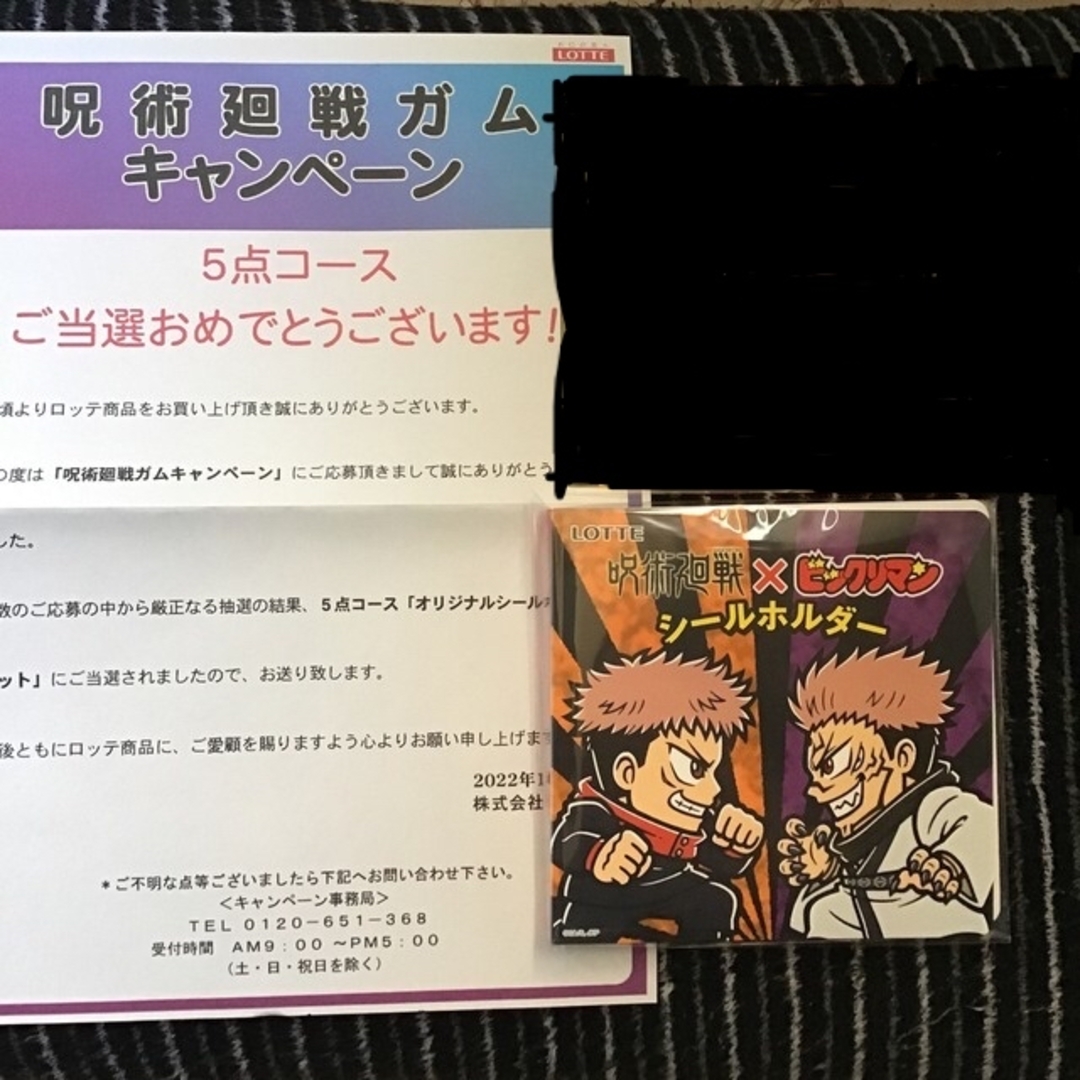 LOTTE
呪術廻戦ガム
キャンペーン
5点コース
ご当選おめでとうございます!
頃よりロッテ商品をお買い上げ頂き誠にありがとうございます。
の度は「呪術廻戦ガムキャンペーン」にご応募頂きまして誠にありがとう
した。
数のご応募の中から厳正なる抽選の結果、5点コース「オリジナルシール
ット」にご当選されましたので、お送り致します。
後ともにロッテ商品に、ご愛顧を賜りますよう心よりお願い申し上げま
2022年1
株式会社
*ご不明な点等ございましたら下記へお問い合わせ下さい。
<キャンペーン事務局>
TEL 0120-651-368
受付時間 AM9:00 ~PM5:00
(土・日・祝日を除く)
LOTTE
呪術廻戦×ビックリマン
シールホルダー